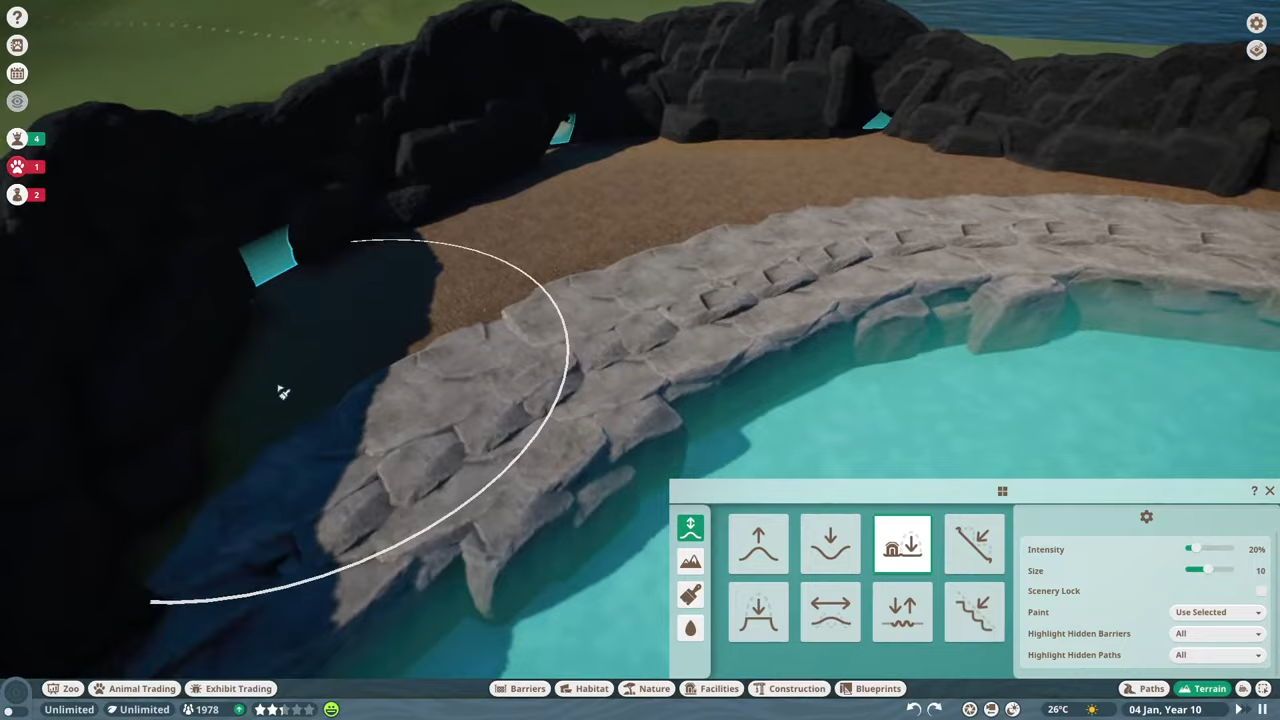 ?
4
1
2
? ×
Intensity 20%
Size 10
Scenery Lock
Paint Use Selected
Highlight Hidden Barriers All
Highlight Hidden Paths All
Zoo Animal Trading Exhibit Trading Barriers Habitat Nature Facilities Construction Blueprints Paths Terrain
Unlimited Unlimited 1978 26°C 04 Jan, Year 10